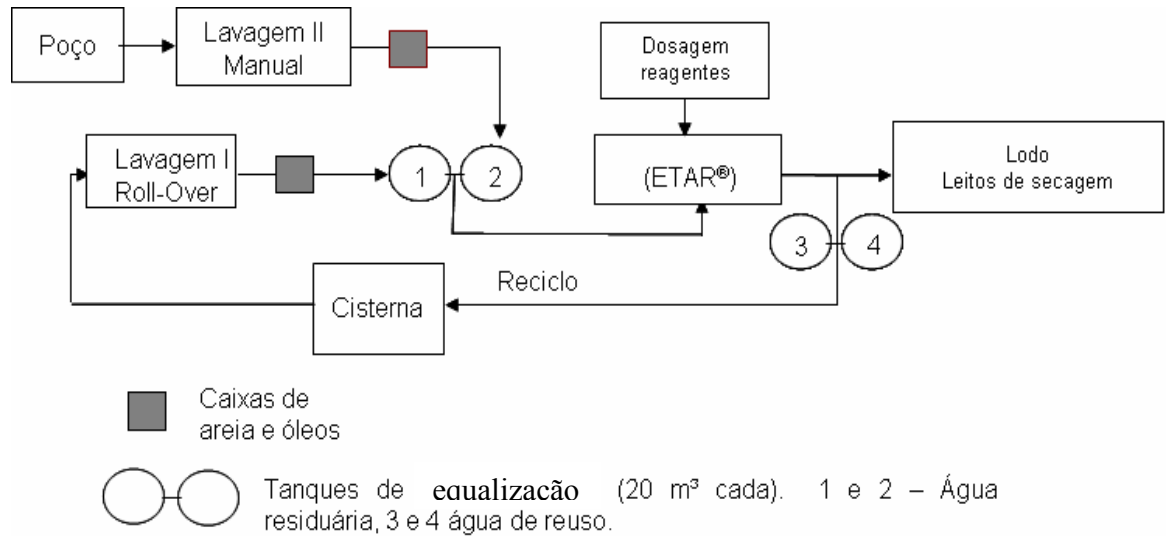 Poço
Lavagem II
Manual
Dosagem
reagentes
Lavagem I
Roll-Over
1
2
(ETAR®)
Lodo
Leitos de secagem
3
4
Reciclo
Cisterna
Caixas de
areia e óleos
Tanques de equalização (20 m³ cada). 1 e 2 – Água
residuária, 3 e 4 água de reuso.